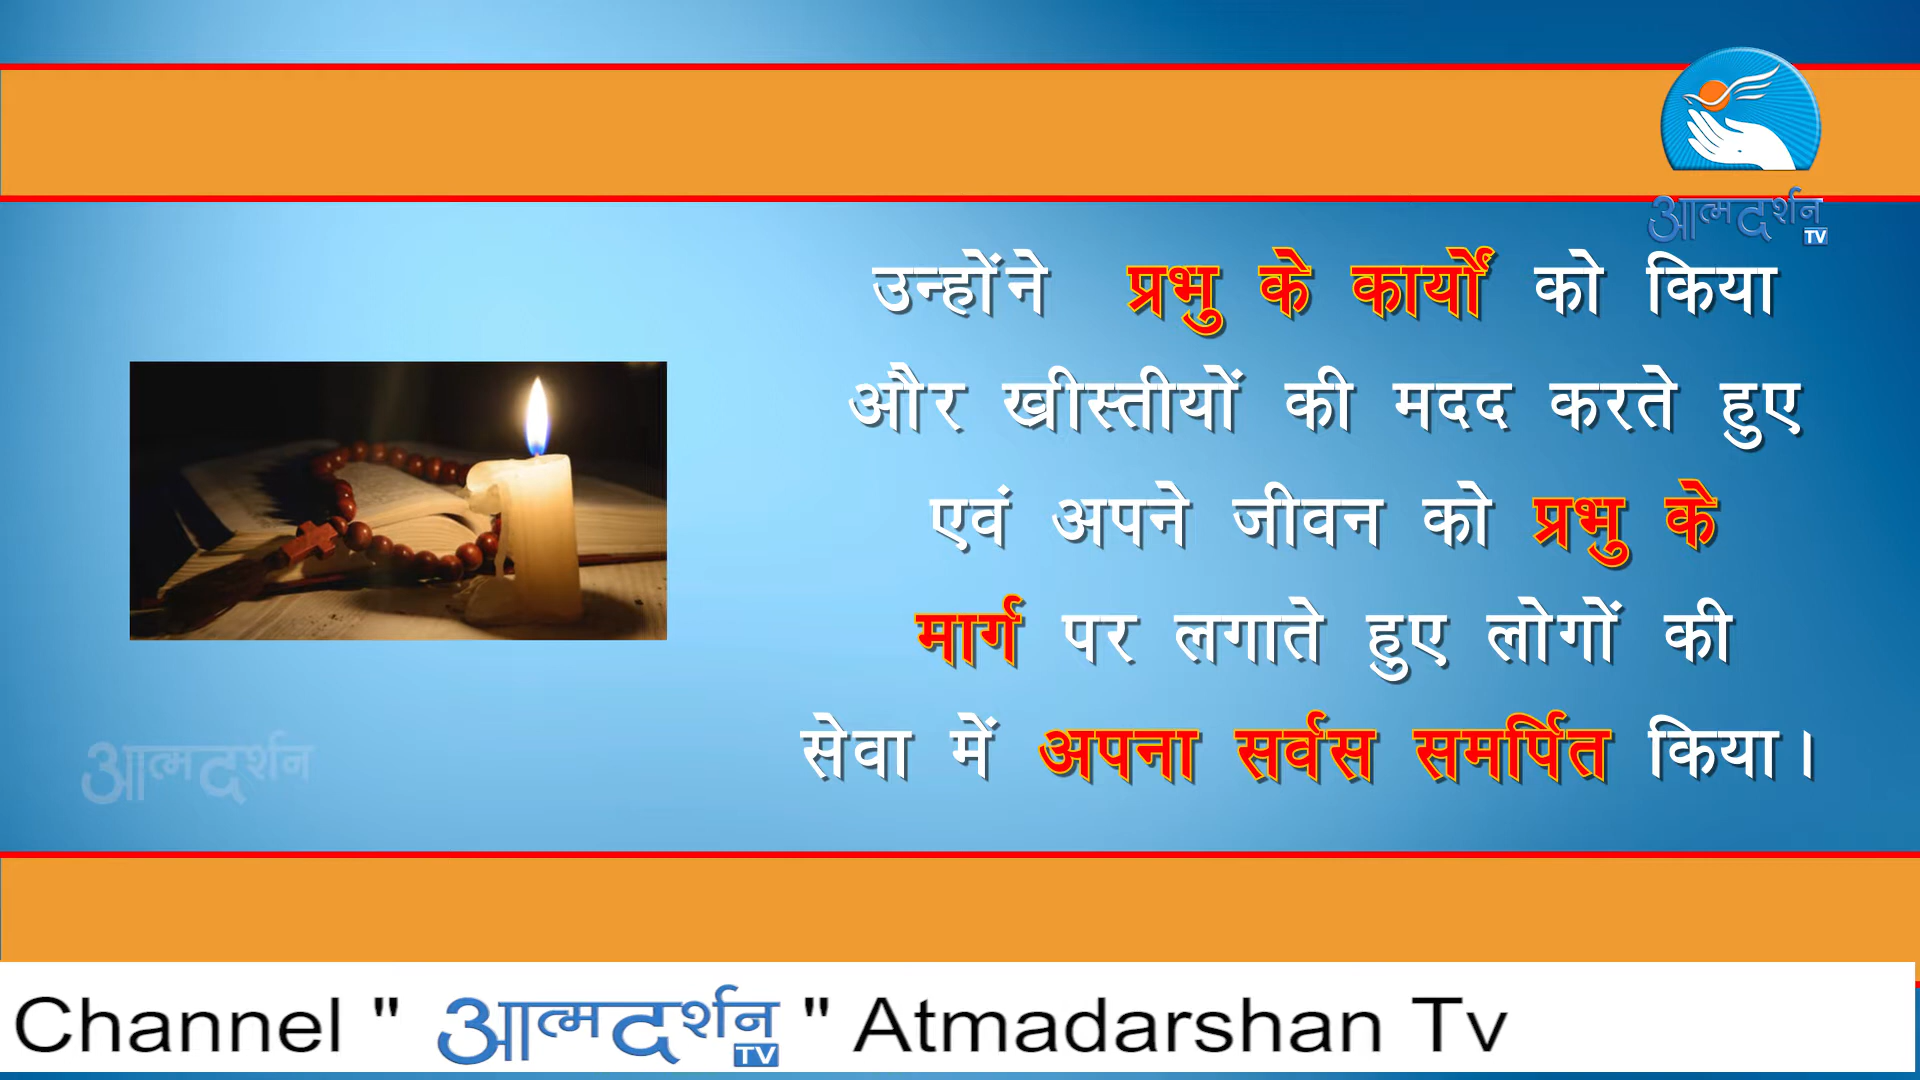 आत्मदर्शन
TV
उन्होंने प्रभु के कार्यों को किया
और ख्रीस्तीयों की मदद करते हुए
एवं अपने जीवन को प्रभु के
मार्ग पर लगाते हुए लोगों की
सेवा में अपना सर्वस समर्पित किया।
आत्मदर्शन
Channel " आत्मदर्शन TV " Atmadarshan Tv